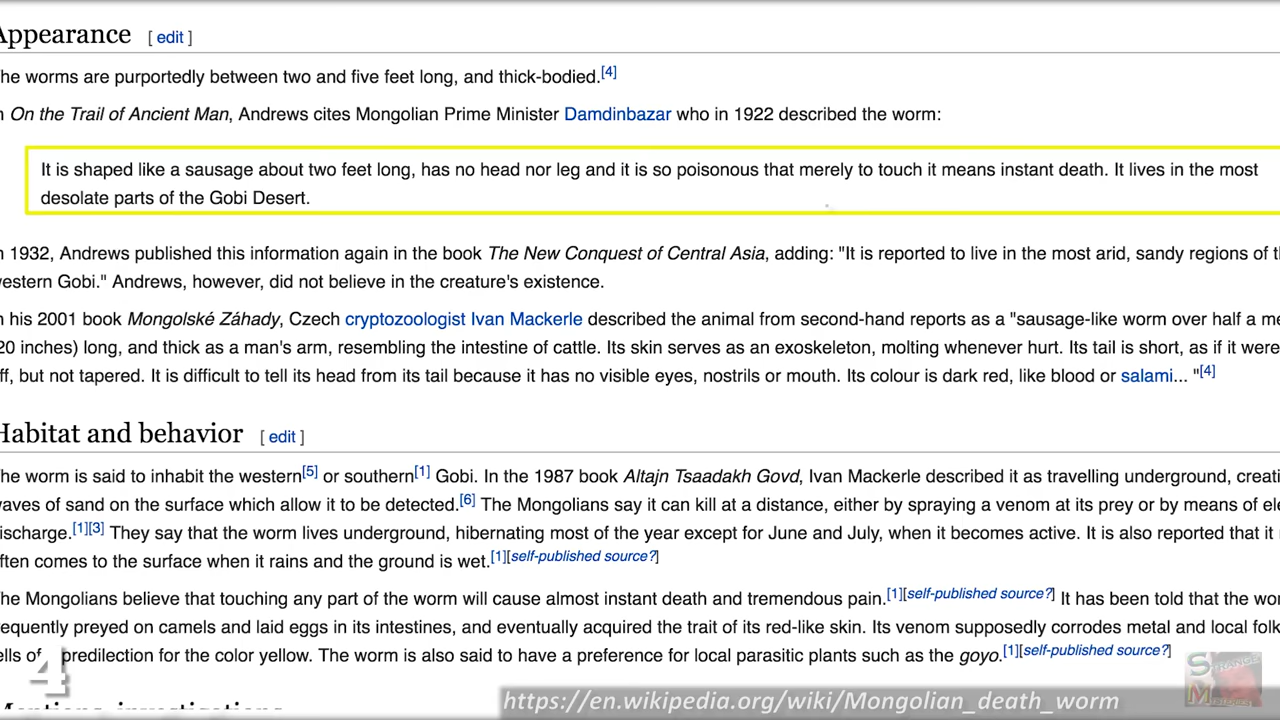 Appearance [ edit ]
he worms are purportedly between two and five feet long, and thick-bodied.[4]
n On the Trail of Ancient Man, Andrews cites Mongolian Prime Minister Damdinbazar who in 1922 described the worm:
It is shaped like a sausage about two feet long, has no head nor leg and it is so poisonous that merely to touch it means instant death. It lives in the most
desolate parts of the Gobi Desert.
n 1932, Andrews published this information again in the book The New Conquest of Central Asia, adding: "It is reported to live in the most arid, sandy regions of t
estern Gobi." Andrews, however, did not believe in the creature's existence.
n his 2001 book Mongolské Záhady, Czech cryptozoologist Ivan Mackerle described the animal from second-hand reports as a "sausage-like worm over half a me
20 inches) long, and thick as a man's arm, resembling the intestine of cattle. Its skin serves as an exoskeleton, molting whenever hurt. Its tail is short, as if it were
ff, but not tapered. It is difficult to tell its head from its tail because it has no visible eyes, nostrils or mouth. Its colour is dark red, like blood or salami... "[4]
Habitat and behavior [ edit ]
he worm is said to inhabit the western[5] or southern[1] Gobi. In the 1987 book Altajn Tsaadakh Govd, Ivan Mackerle described it as travelling underground, creati
aves of sand on the surface which allow it to be detected.[6] The Mongolians say it can kill at a distance, either by spraying a venom at its prey or by means of ele
ischarge.[1][3] They say that the worm lives underground, hibernating most of the year except for June and July, when it becomes active. It is also reported that it
ften comes to the surface when it rains and the ground is wet.[1][self-published source?]
he Mongolians believe that touching any part of the worm will cause almost instant death and tremendous pain.[1][self-published source?] It has been told that the wor
requently preyed on camels and laid eggs in its intestines, and eventually acquired the trait of its red-like skin. Its venom supposedly corrodes metal and local folk
ells of predilection for the color yellow. The worm is also said to have a preference for local parasitic plants such as the goyo.[1][self-published source?]
4
Mentions, investigations
https://en.wikipedia.org/wiki/Mongolian_death_worm
STRANGE
MYSTERIES